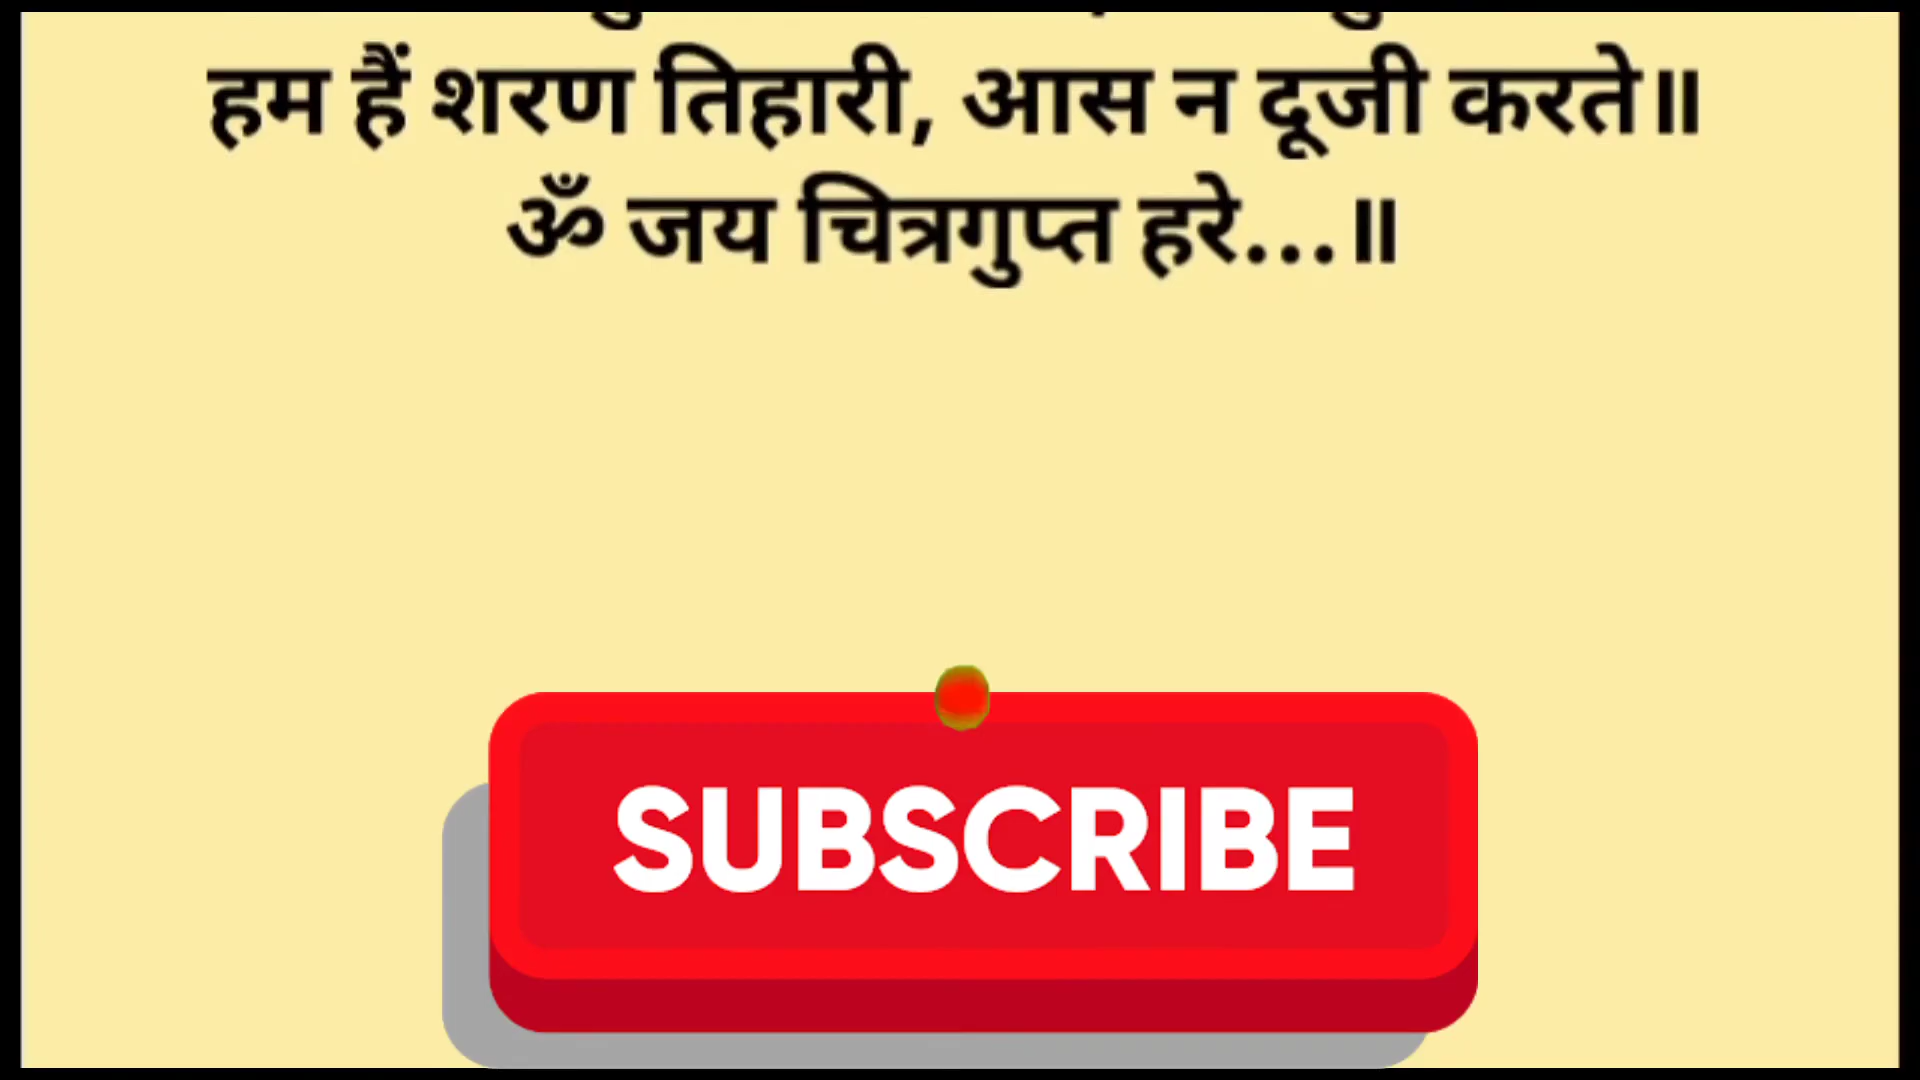 हम हैं शरण तिहारी, आस न दूजी करते॥
ॐ जय चित्रगुप्त हरे...॥
SUBSCRIBE